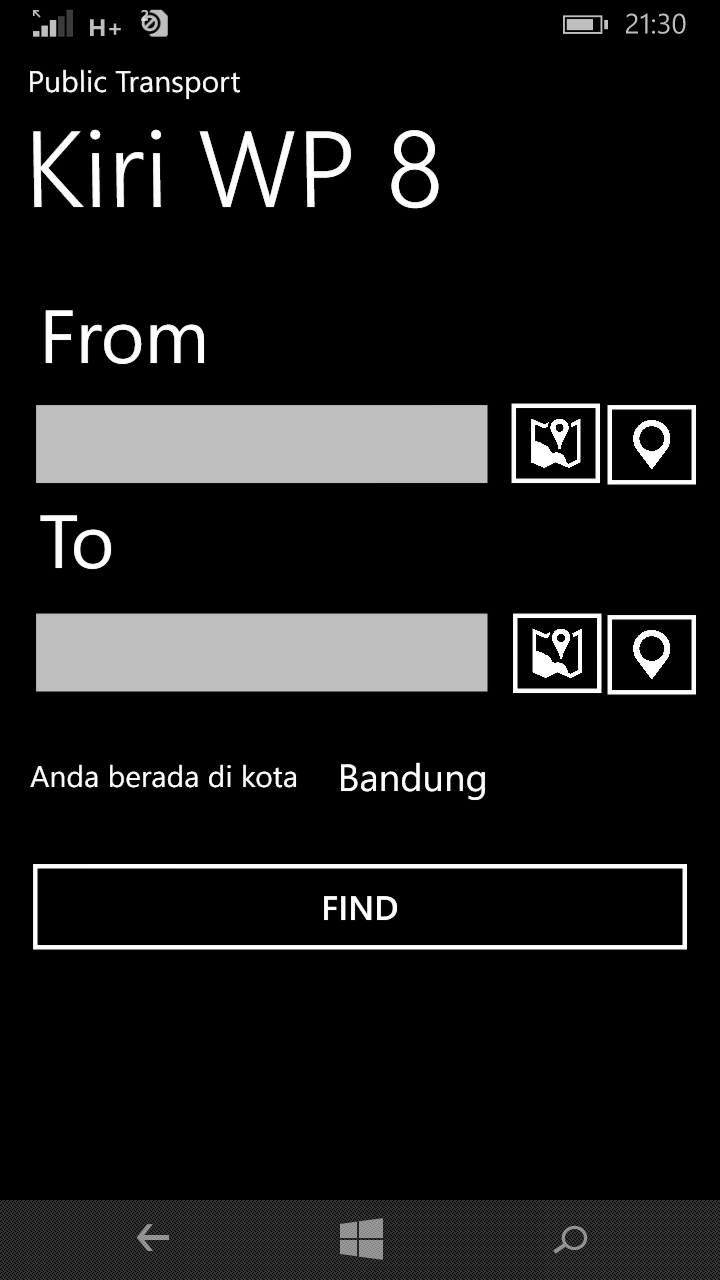 H+ 21:30
Public Transport
Kiri WP 8
From
To
Anda berada di kota Bandung
FIND